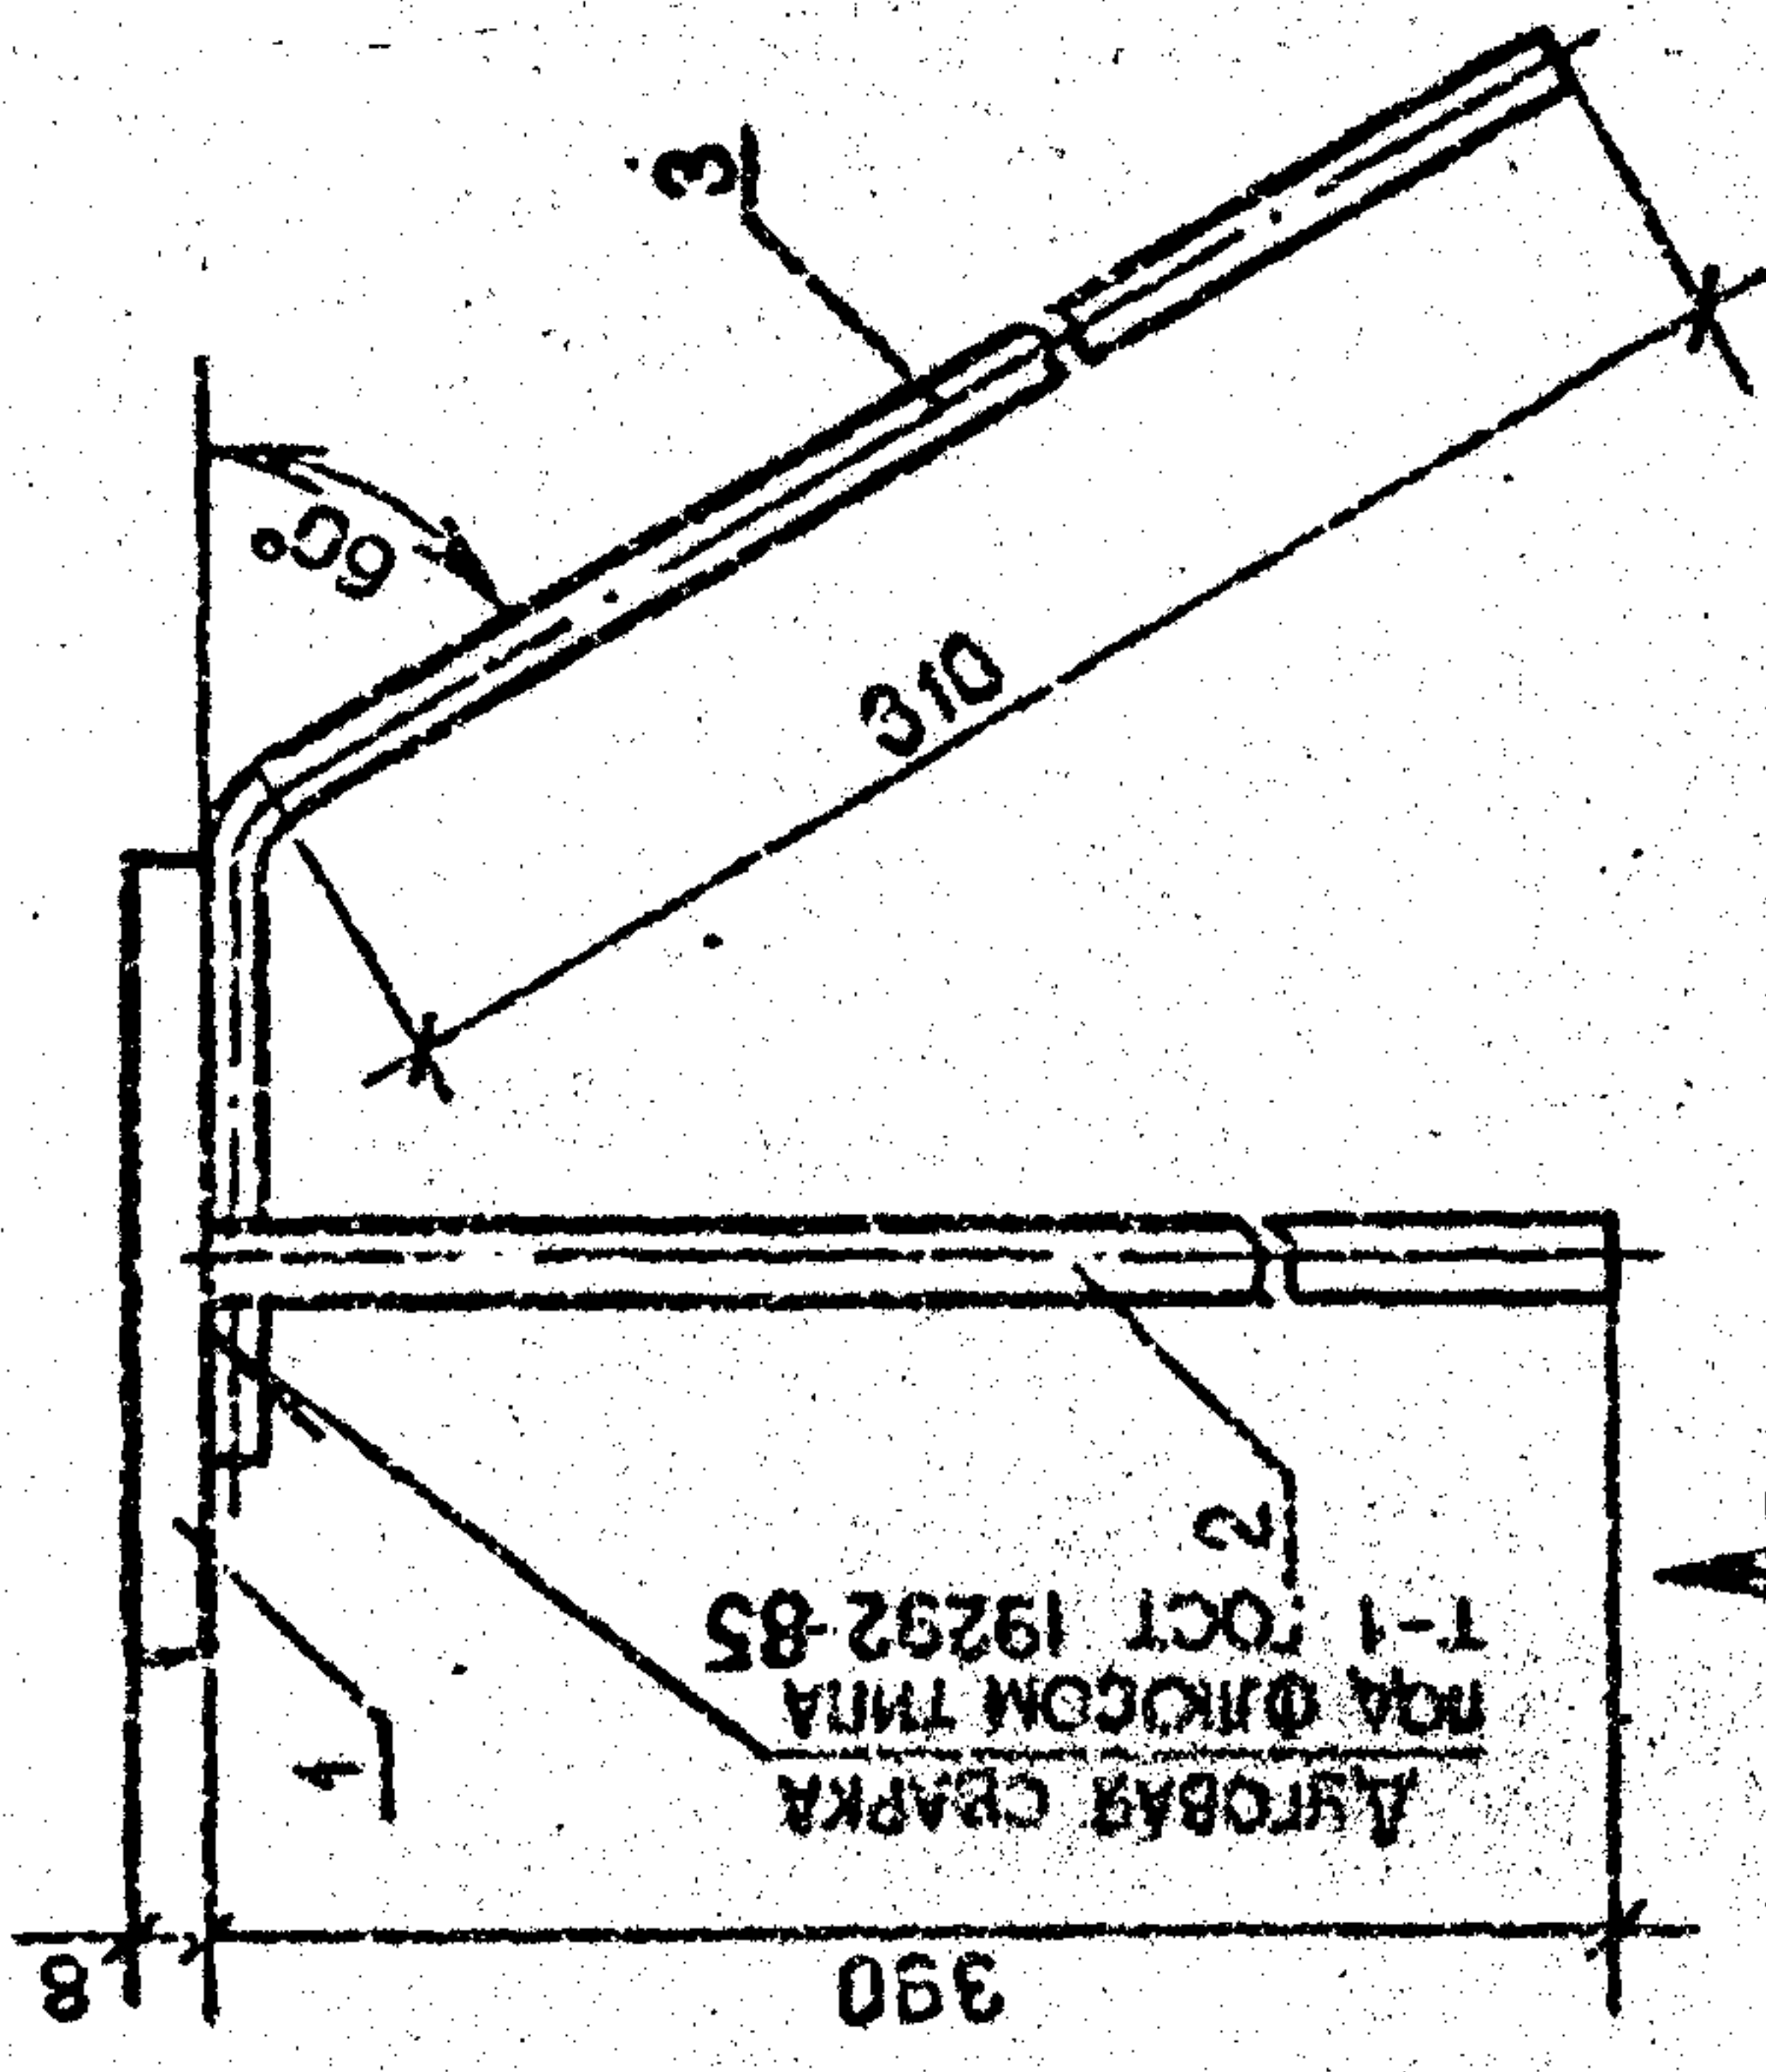 3
60°
310
2
ДУГОВАЯ СВАРКА
ПОД ФЛЮСОМ ТИПА
Т-1 ГОСТ 19292-85
1
8
390